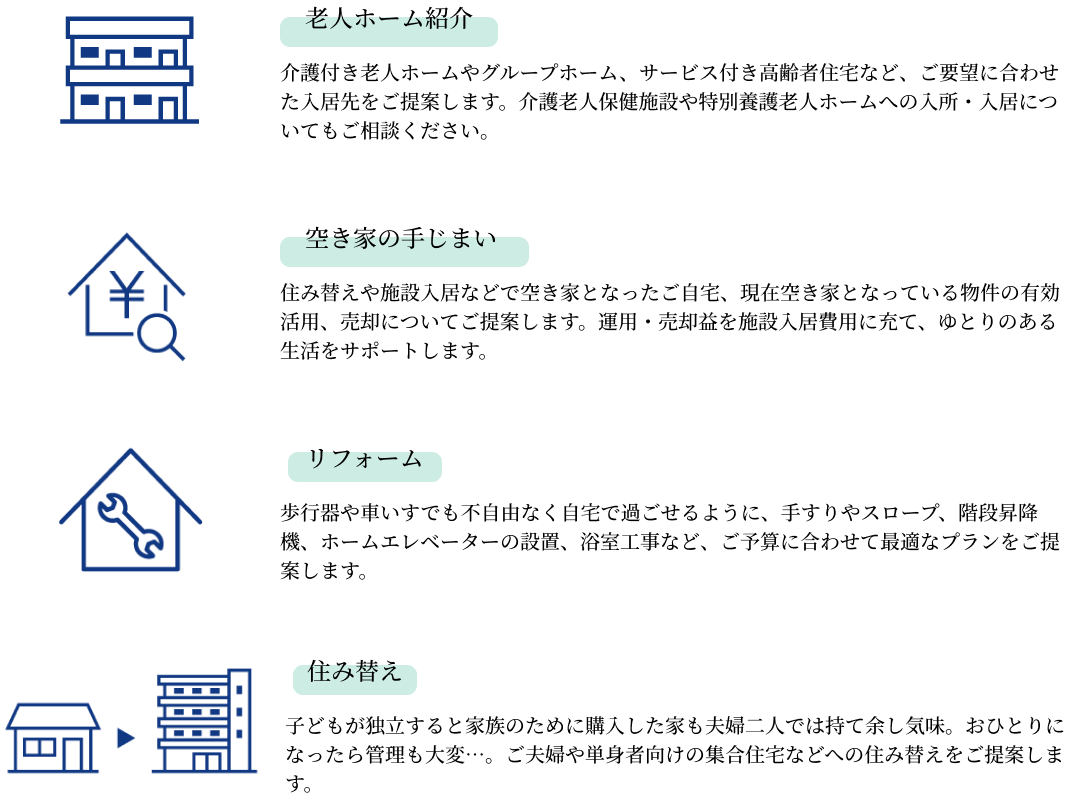 老人ホーム紹介
介護付き老人ホームやグループホーム、サービス付き高齢者住宅など、ご要望に合わせ
た入居先をご提案します。介護老人保健施設や特別養護老人ホームへの入所・入居につ
いてもご相談ください。
空き家の手じまい
住み替えや施設入居などで空き家となったご自宅、現在空き家となっている物件の有効
活用、売却についてご提案します。運用・売却益を施設入居費用に充て、ゆとりのある
生活をサポートします。
¥
リフォーム
歩行器や車いすでも不自由なく自宅で過ごせるように、手すりやスロープ、階段昇降
機、ホームエレベーターの設置、浴室工事など、ご予算に合わせて最適なプランをご提
案します。
住み替え
子どもが独立すると家族のために購入した家も夫婦二人では持て余し気味。おひとりに
なったら管理も大変…。ご夫婦や単身者向けの集合住宅などへの住み替えをご提案しま
す。